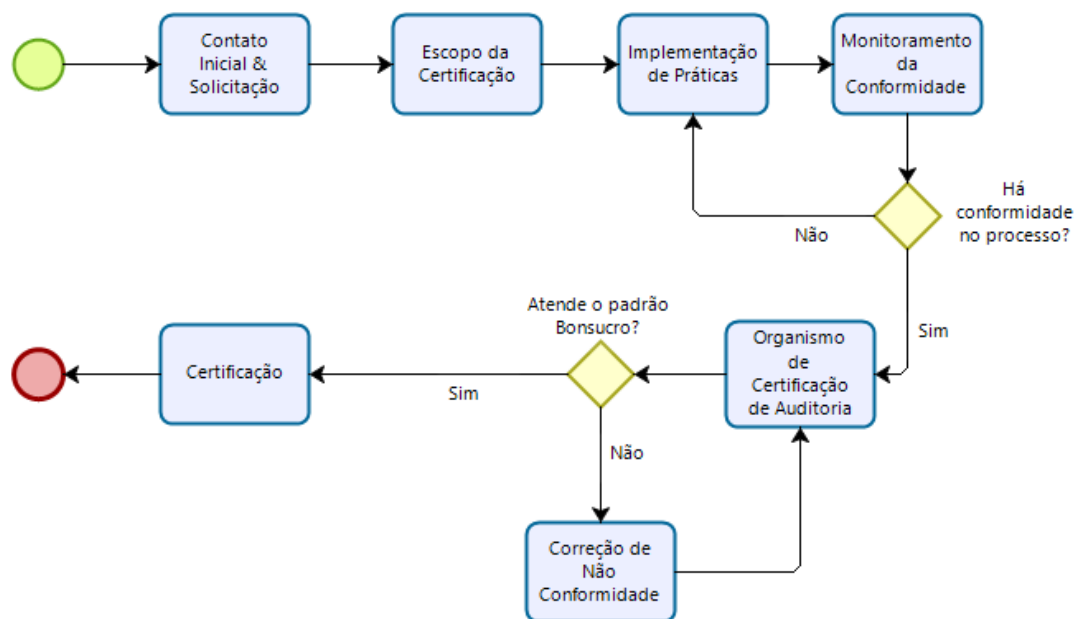 Contato
Inicial &
Solicitação
Escopo da
Certificação
Implementação
de Práticas
Monitoramento
da
Conformidade
Há
conformidade
no processo?
Não
Sim
Organismo
de
Certificação
de Auditoria
Atende o padrão
Bonsucro?
Sim
Certificação
Não
Correção de
Não
Conformidade